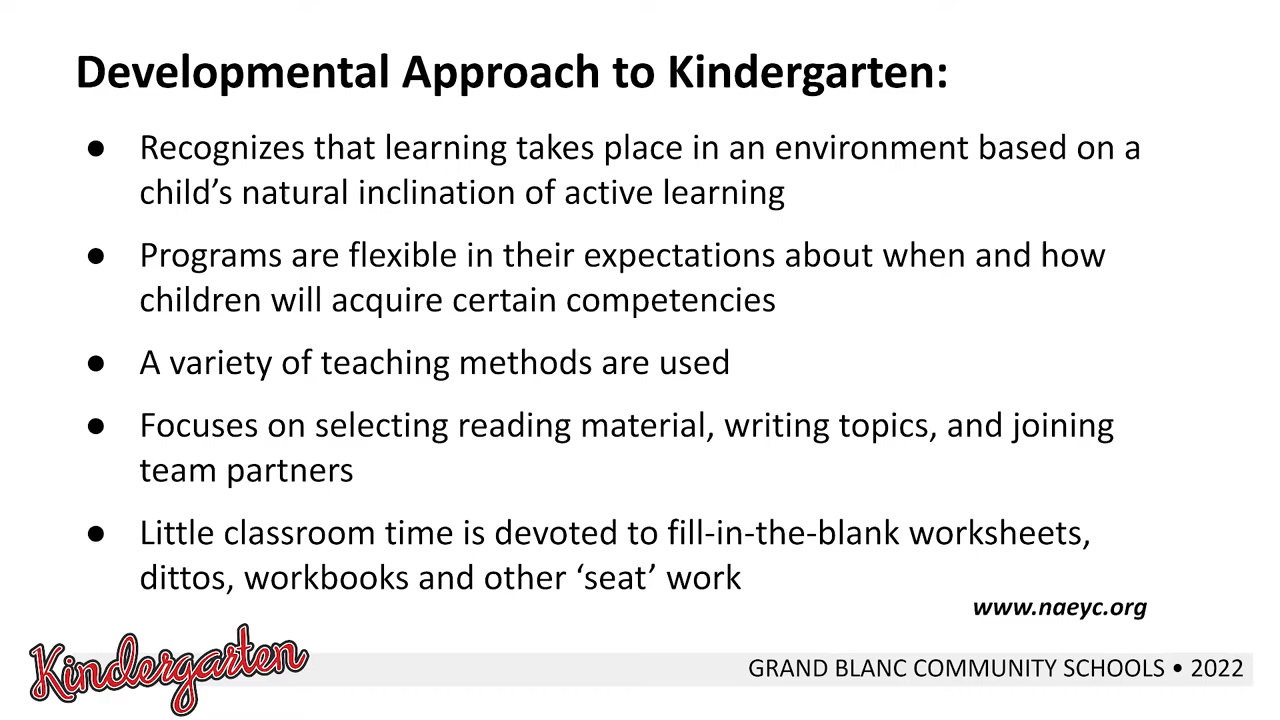 Developmental Approach to Kindergarten:
● Recognizes that learning takes place in an environment based on a
child’s natural inclination of active learning
● Programs are flexible in their expectations about when and how
children will acquire certain competencies
● A variety of teaching methods are used
● Focuses on selecting reading material, writing topics, and joining
team partners
● Little classroom time is devoted to fill-in-the-blank worksheets,
dittos, workbooks and other ‘seat’ work
www.naeyc.org
Kindergarten
GRAND BLANC COMMUNITY SCHOOLS • 2022